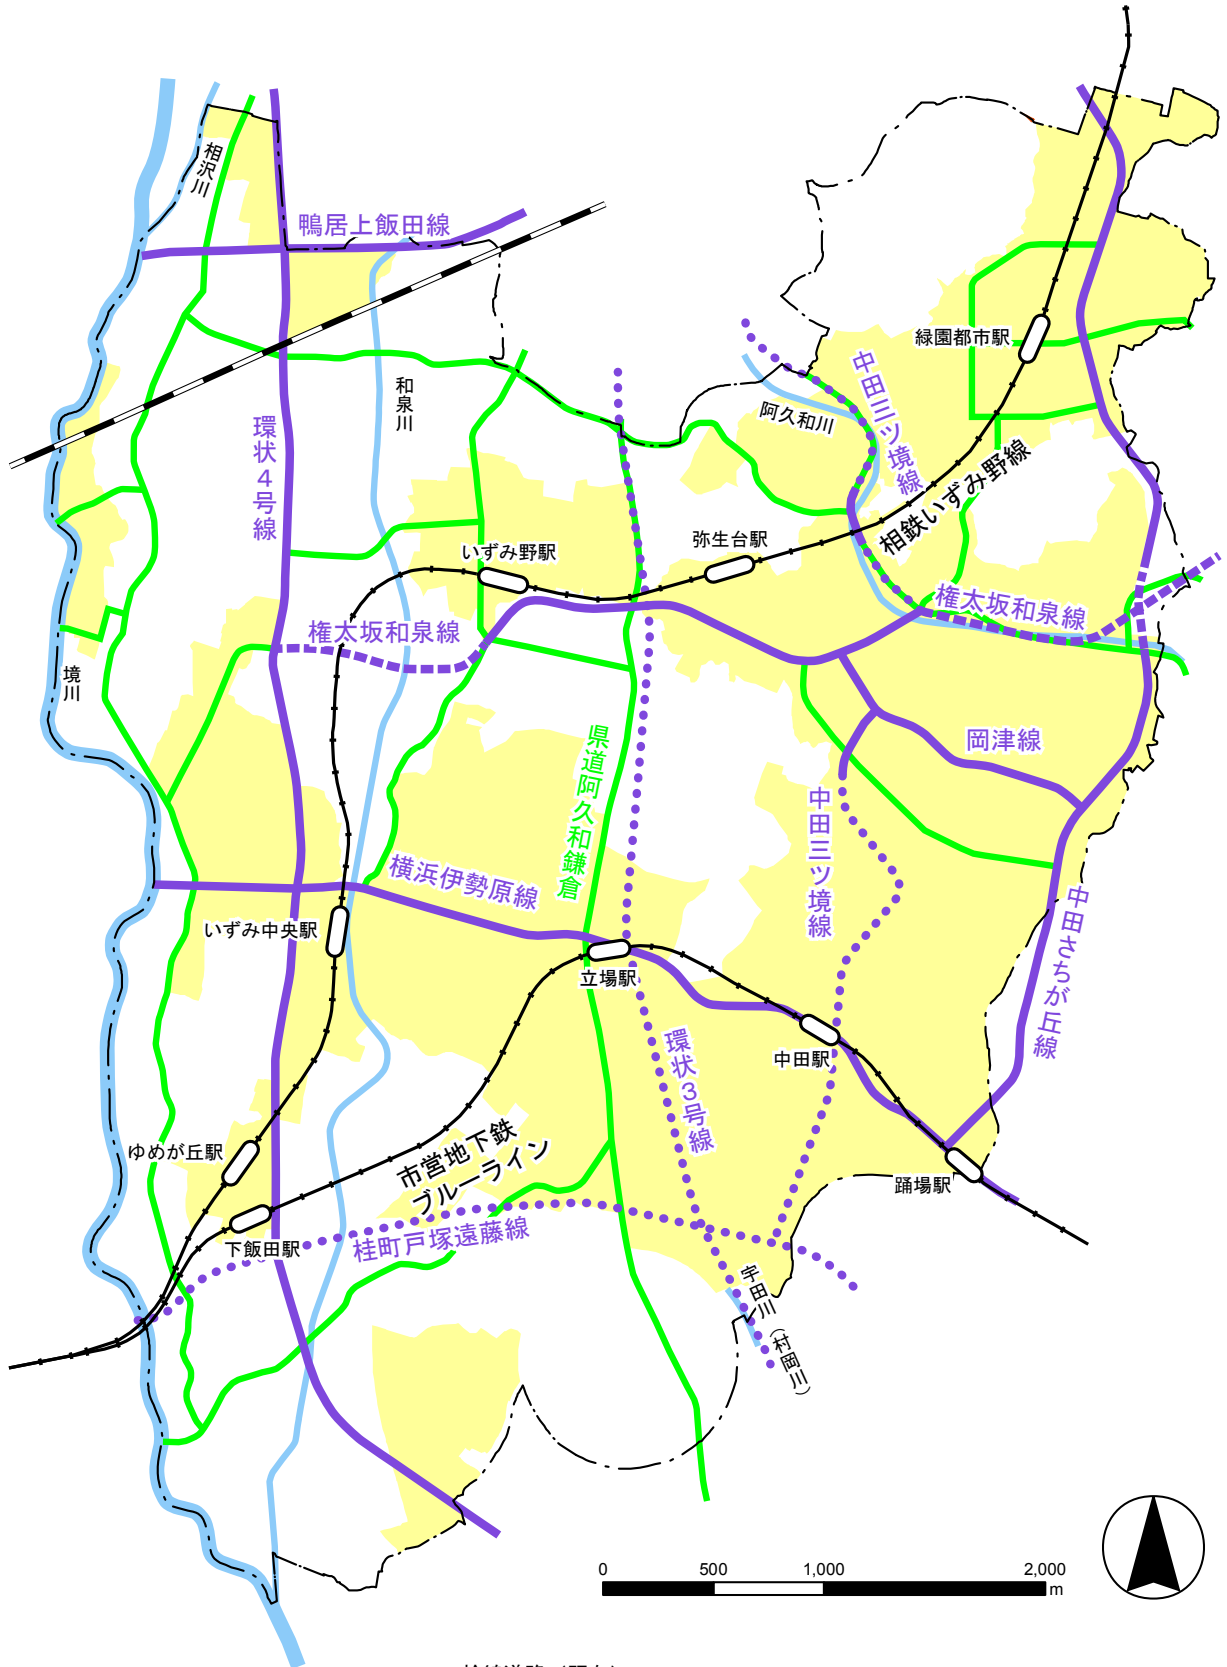 相沢川
鴨居上飯田線
緑園都市駅
中田三ツ境線
阿久和川
和泉川
環状4号線
相鉄いずみ野線
弥生台駅
いずみ野駅
権太坂和泉線
権太坂和泉線
境川
県道阿久和鎌倉
岡津線
中田三ツ境線
横浜伊勢原線
中田さちが丘線
いずみ中央駅
立場駅
環状3号線
中田駅
市営地下鉄
ブルーライン
ゆめが丘駅
踊場駅
下飯田駅
桂町戸塚遠藤線
宇田川（村岡川）
0 500 1,000 2,000
m